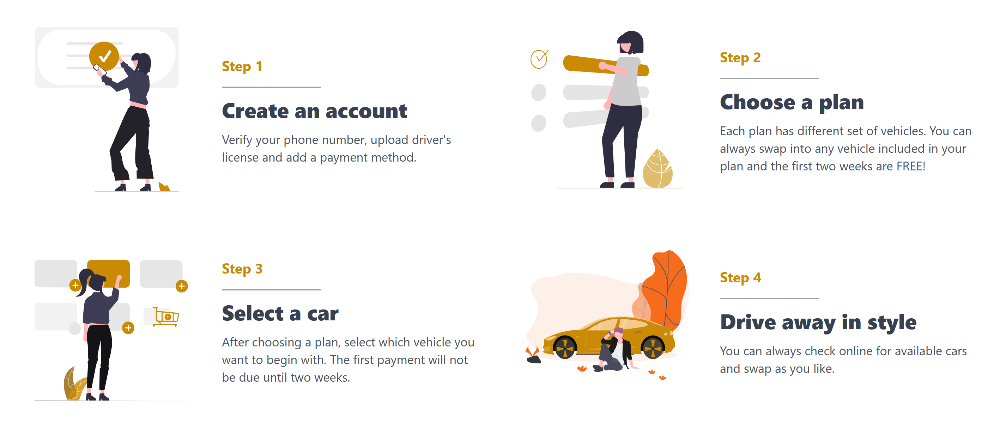 Step 1
Create an account
Verify your phone number, upload driver's
license and add a payment method.
Step 2
Choose a plan
Each plan has different set of vehicles. You can
always swap into any vehicle included in your
plan and the first two weeks are FREE!
Step 3
Select a car
After choosing a plan, select which vehicle you
want to begin with. The first payment will not
be due until two weeks.
Step 4
Drive away in style
You can always check online for available cars
and swap as you like.